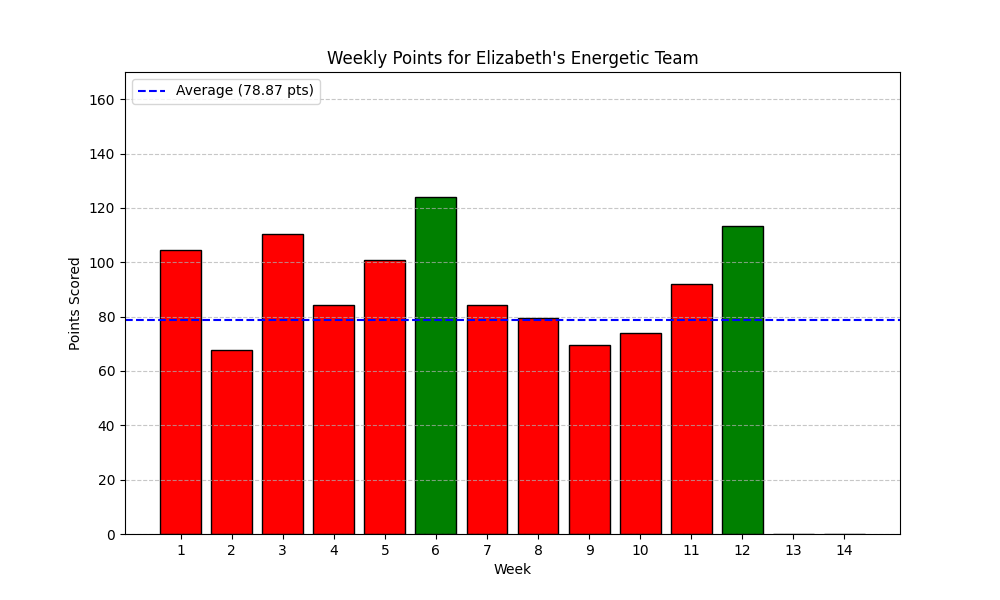 Weekly Points for Elizabeth's Energetic Team
Average (78.87 pts)
160
140
120
100
80
60
40
20
0
Points Scored
1 2 3 4 5 6 7 8 9 10 11 12 13 14
Week